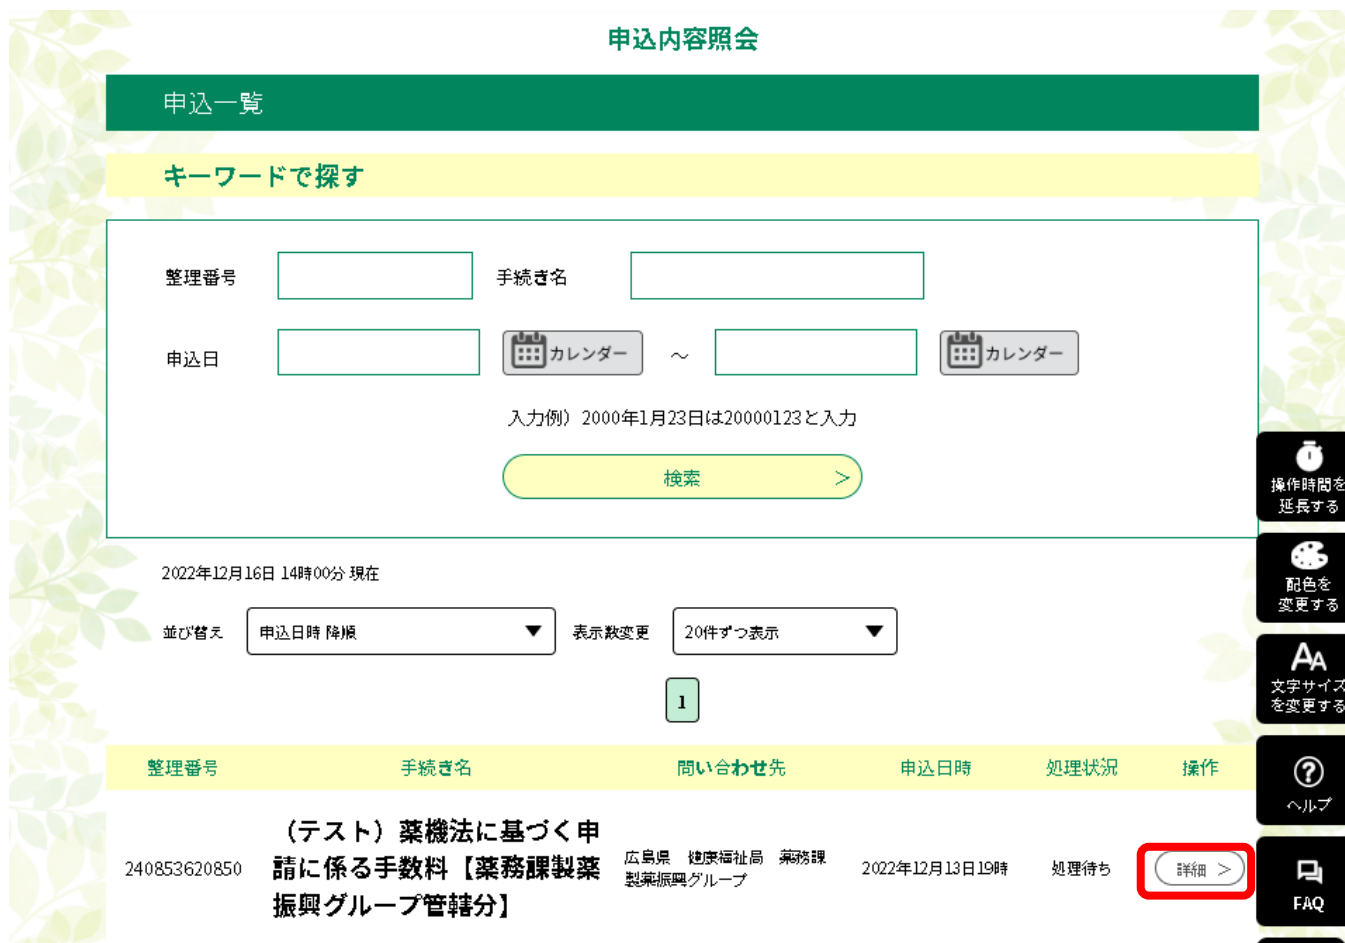 申込内容照会
申込一覧
キーワードで探す
整理番号 手続き名
申込日 カレンダー ～ カレンダー
入力例）2000年1月23日は20000123と入力
検索 ＞
2022年12月16日 14時00分 現在
並び替え 申込日時 降順 ▼ 表示数変更 20件ずつ表示 ▼
1
整理番号 手続き名 問い合わせ先 申込日時 処理状況 操作
（テスト）薬機法に基づく申
請に係る手数料【薬務課製薬
振興グループ管轄分】
240853620850
広島県　健康福祉局　薬務課
製薬振興グループ
2022年12月13日19時
処理待ち
詳細 ＞
操作時間を
延長する
配色を
変更する
文字サイズ
を変更する
ヘルプ
FAQ